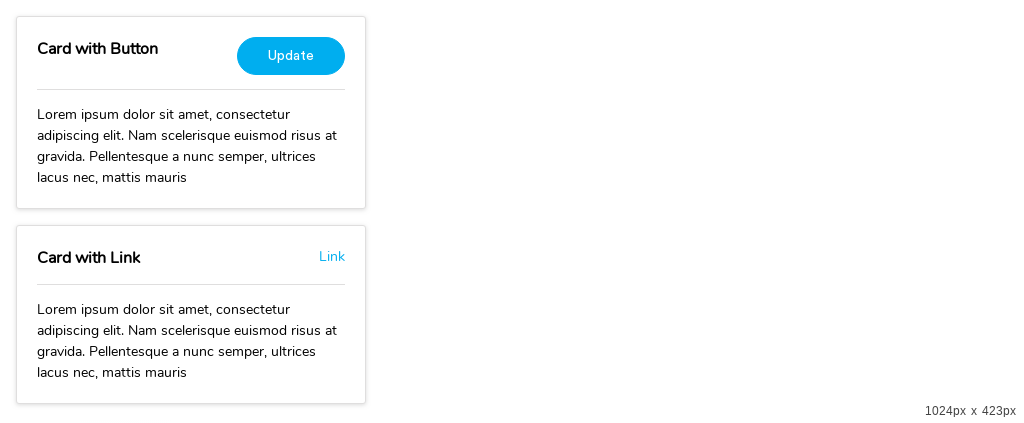 Card with Button
Update
Lorem ipsum dolor sit amet, consectetur
adipiscing elit. Nam scelerisque euismod risus at
gravida. Pellentesque a nunc semper, ultrices
lacus nec, mattis mauris
Card with Link
Link
Lorem ipsum dolor sit amet, consectetur
adipiscing elit. Nam scelerisque euismod risus at
gravida. Pellentesque a nunc semper, ultrices
lacus nec, mattis mauris
1024px x 423px